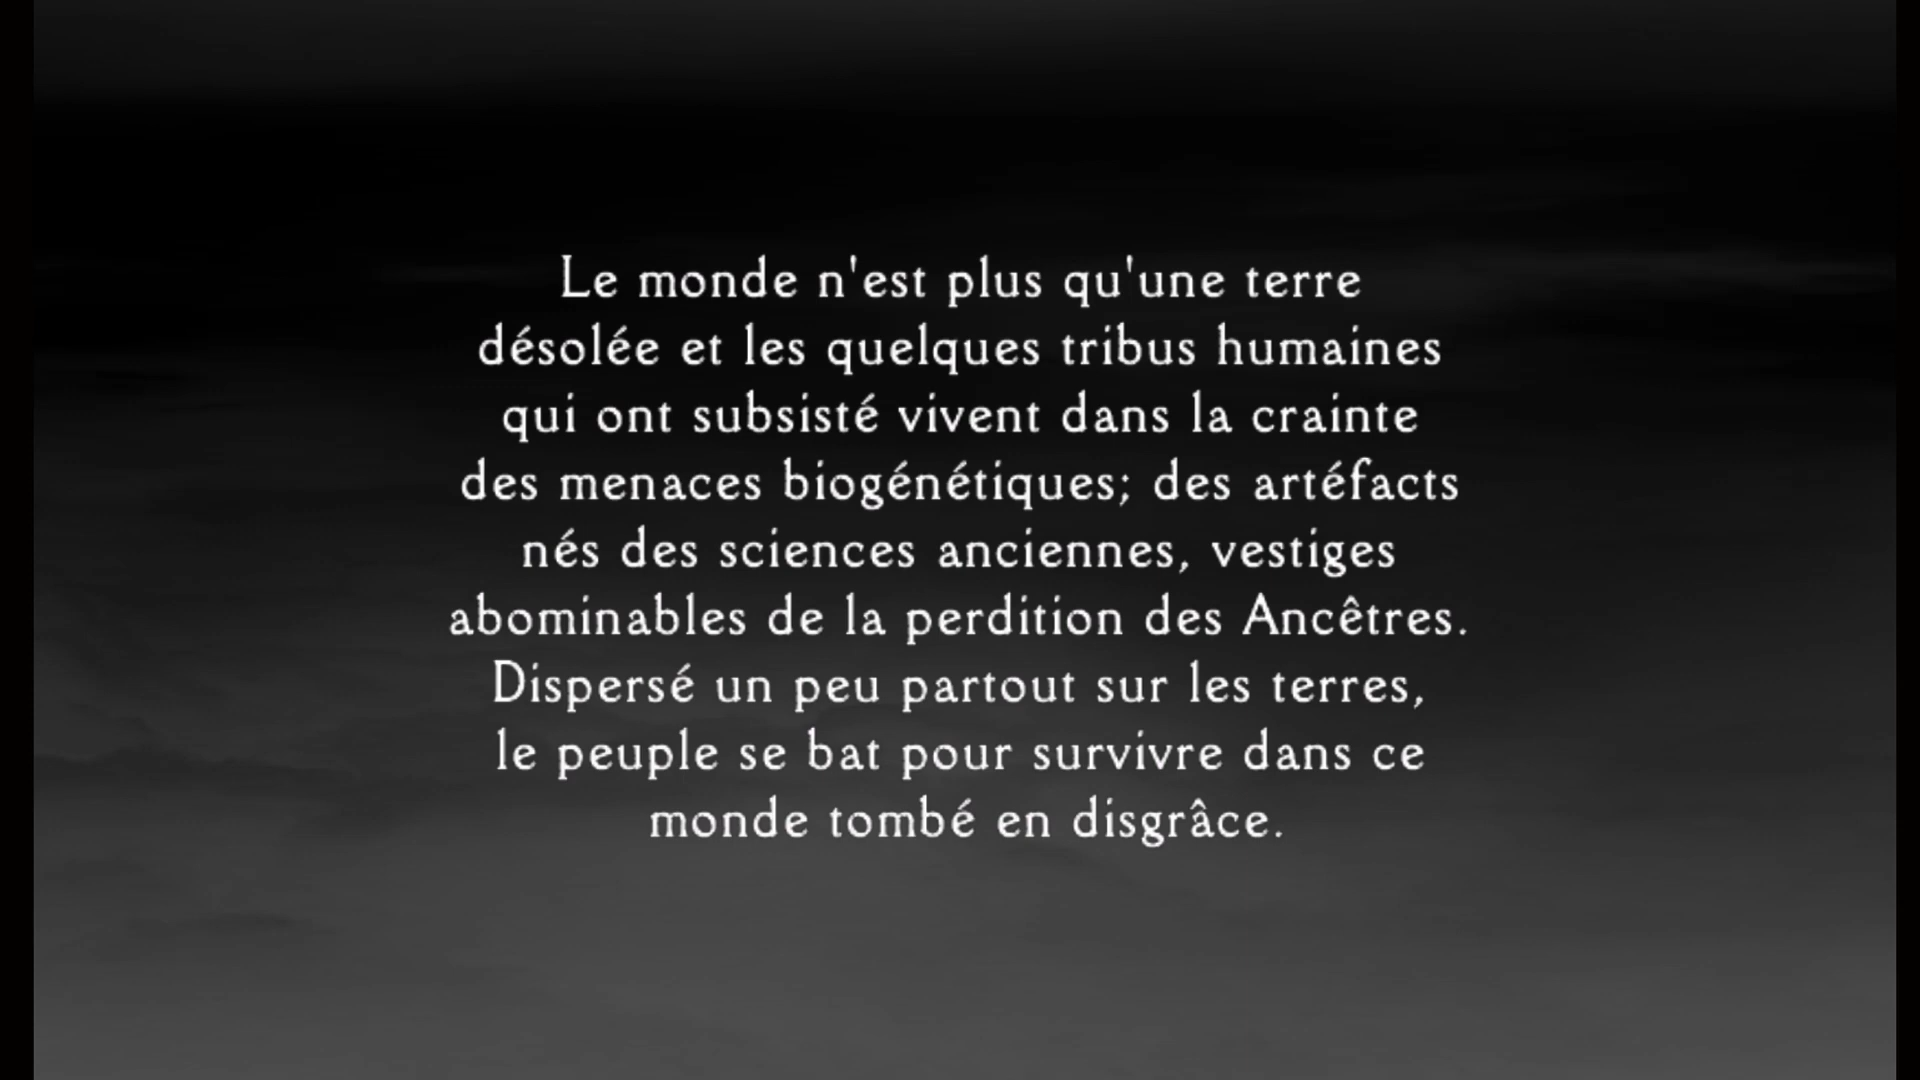 Le monde n'est plus qu'une terre
désolée et les quelques tribus humaines
qui ont subsisté vivent dans la crainte
des menaces biogénétiques; des artéfacts
nés des sciences anciennes, vestiges
abominables de la perdition des Ancêtres.
Dispersé un peu partout sur les terres,
le peuple se bat pour survivre dans ce
monde tombé en disgrâce.